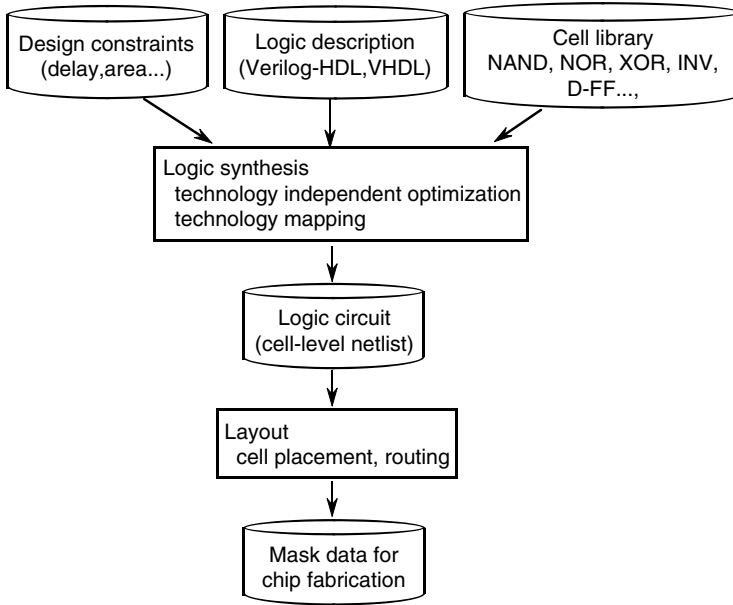 Design constraints
(delay,area...)
Logic description
(Verilog-HDL,VHDL)
Cell library
NAND, NOR, XOR, INV,
D-FF...,
Logic synthesis
technology independent optimization
technology mapping
Logic circuit
(cell-level netlist)
Layout
cell placement, routing
Mask data for
chip fabrication